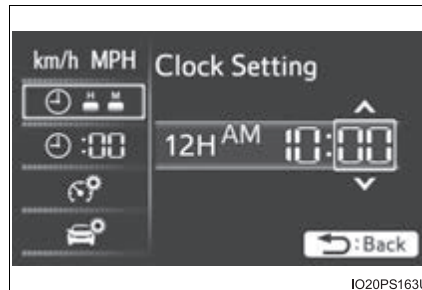 km/h MPH
Clock Setting
H M
:00
12H AM 10:00
:Back
IO20PS163U